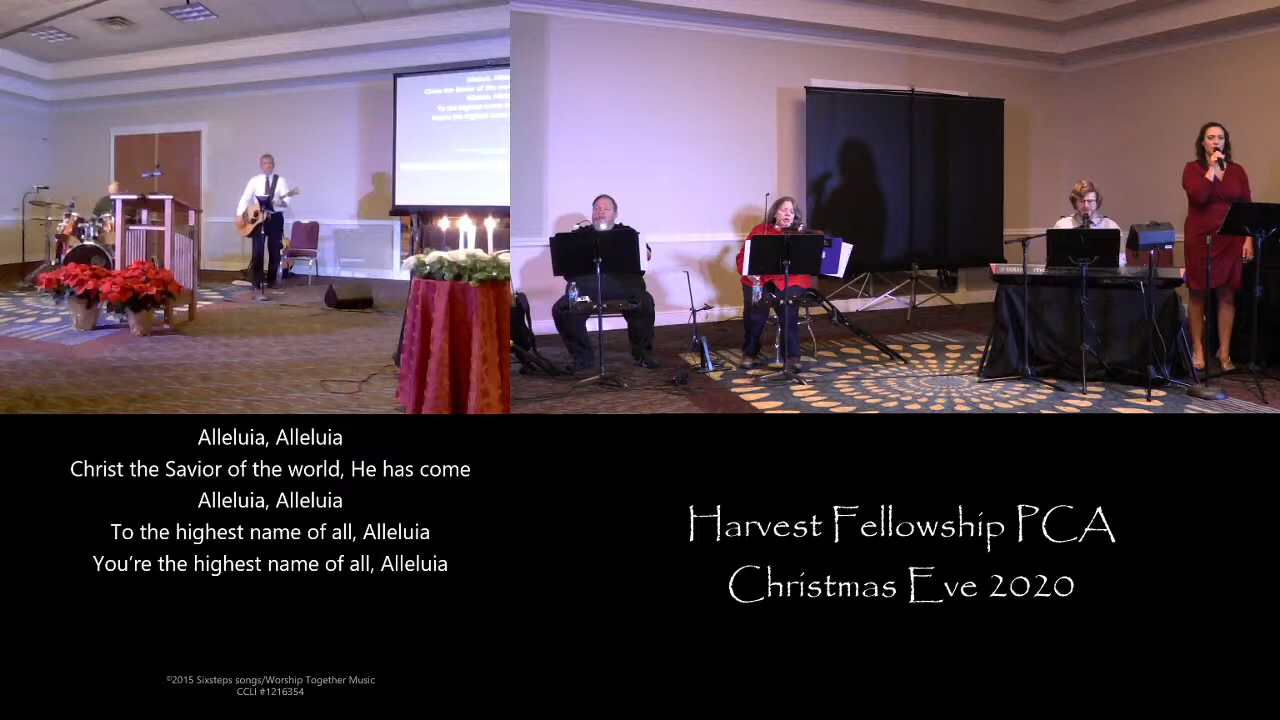 Alleluia, Alleluia
Christ the Savior of the world, He has come
Alleluia, Alleluia
To the highest name of all, Alleluia
You're the highest name of all, Alleluia
©2015 Sixsteps songs/Worship Together Music
CCLI #1216354
Harvest Fellowship PCA
Christmas Eve 2020